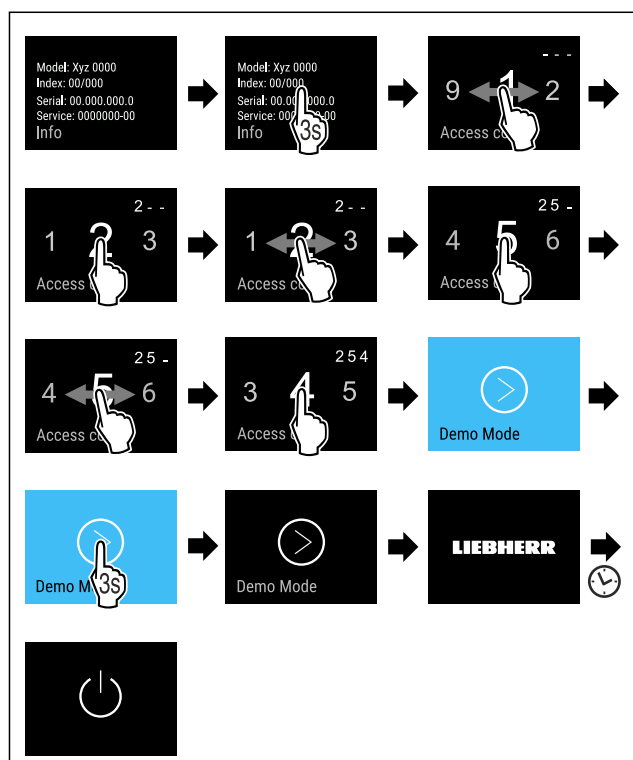 Model: Xyz 0000
Index: 00/000
Serial: 00.000.000.0
Service: 0000000-00
Info
Model: Xyz 0000
Index: 00/000
Serial: 00. .000.0
Service: 000 -00
Info
3s
- - -
9 1 2
Access
2 - -
1 2 3
Access
2 - -
1 2 3
Access
2 5 -
4 5 6
Access
2 5 -
4 5 6
Access
2 5 4
3 4 5
Access
Demo Mode
Demo M
3s
Demo Mode
LIEBHERR